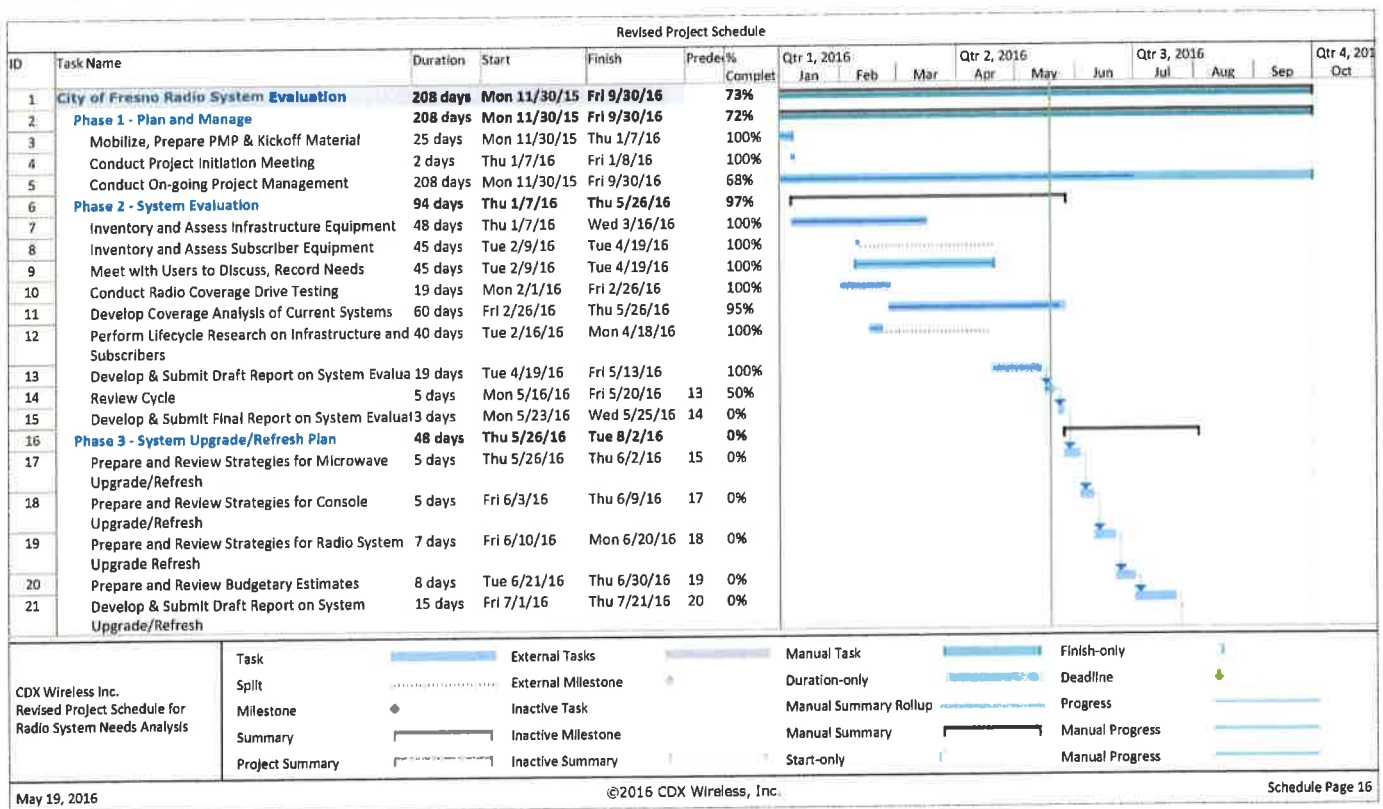 Revised Project Schedule
ID Task Name Duration Start Finish Prede % Complet Qtr 1, 2016 Qtr 2, 2016 Qtr 3, 2016 Qtr 4, 201
Jan Feb Mar Apr May Jun Jul Aug Sep Oct
1 City of Fresno Radio System Evaluation 208 days Mon 11/30/15 Fri 9/30/16 73%
2 Phase 1 - Plan and Manage 208 days Mon 11/30/15 Fri 9/30/16 72%
3 Mobilize, Prepare PMP & Kickoff Material 25 days Mon 11/30/15 Thu 1/7/16 100%
4 Conduct Project Initiation Meeting 2 days Thu 1/7/16 Fri 1/8/16 100%
5 Conduct On-going Project Management 208 days Mon 11/30/15 Fri 9/30/16 68%
6 Phase 2 - System Evaluation 94 days Thu 1/7/16 Thu 5/26/16 97%
7 Inventory and Assess Infrastructure Equipment 48 days Thu 1/7/16 Wed 3/16/16 100%
8 Inventory and Assess Subscriber Equipment 45 days Tue 2/9/16 Tue 4/19/16 100%
9 Meet with Users to Discuss, Record Needs 45 days Tue 2/9/16 Tue 4/19/16 100%
10 Conduct Radio Coverage Drive Testing 19 days Mon 2/1/16 Fri 2/26/16 100%
11 Develop Coverage Analysis of Current Systems 60 days Fri 2/26/16 Thu 5/26/16 95%
12 Perform Lifecycle Research on Infrastructure and 40 days Tue 2/16/16 Mon 4/18/16 100%
Subscribers
13 Develop & Submit Draft Report on System Evalua 19 days Tue 4/19/16 Fri 5/13/16 100%
14 Review Cycle 5 days Mon 5/16/16 Fri 5/20/16 13 50%
15 Develop & Submit Final Report on System Evaluat 3 days Mon 5/23/16 Wed 5/25/16 14 0%
16 Phase 3 - System Upgrade/Refresh Plan 48 days Thu 5/26/16 Tue 8/2/16 0%
17 Prepare and Review Strategies for Microwave 5 days Thu 5/26/16 Thu 6/2/16 15 0%
Upgrade/Refresh
18 Prepare and Review Strategies for Console 5 days Fri 6/3/16 Thu 6/9/16 17 0%
Upgrade/Refresh
19 Prepare and Review Strategies for Radio System 7 days Fri 6/10/16 Mon 6/20/16 18 0%
Upgrade Refresh
20 Prepare and Review Budgetary Estimates 8 days Tue 6/21/16 Thu 6/30/16 19 0%
21 Develop & Submit Draft Report on System 15 days Fri 7/1/16 Thu 7/21/16 20 0%
Upgrade/Refresh
CDX Wireless Inc.
Revised Project Schedule for
Radio System Needs Analysis
Task External Tasks Manual Task Finish-only
Split External Milestone Duration-only Deadline
Milestone Inactive Task Manual Summary Rollup Progress
Summary Inactive Milestone Manual Summary Manual Progress
Project Summary Inactive Summary Start-only Manual Progress
May 19, 2016 ©2016 CDX Wireless, Inc. Schedule Page 16